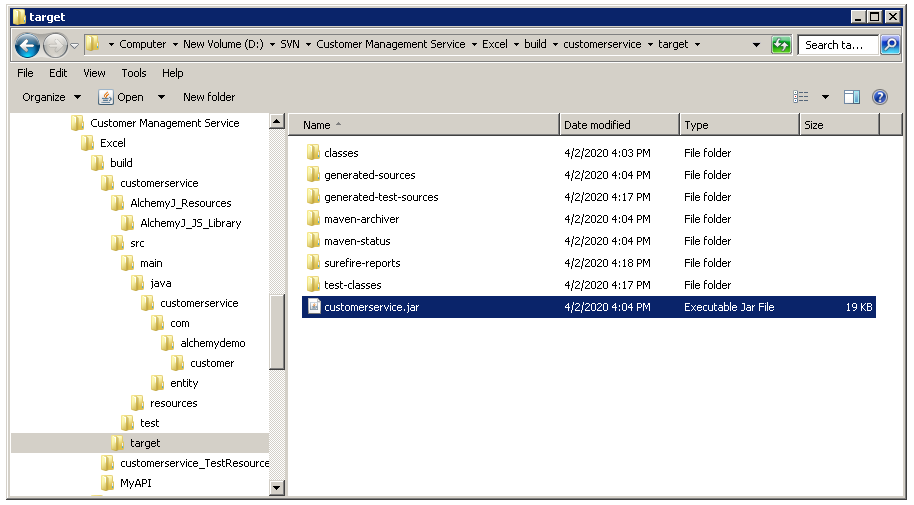 target
Computer New Volume (D:) SVN Customer Management Service Excel build customerservice target Search ta...
File Edit View Tools Help
Organize Open New folder
Customer Management Service
Excel
build
customerservice
AlchemyJ_Resources
AlchemyJ_JS_Library
src
main
java
customerservice
com
alchemydemo
customer
entity
resources
test
target
customerservice_TestResource
MyAPI
Name Date modified Type Size
classes 4/2/2020 4:03 PM File folder
generated-sources 4/2/2020 4:04 PM File folder
generated-test-sources 4/2/2020 4:17 PM File folder
maven-archiver 4/2/2020 4:04 PM File folder
maven-status 4/2/2020 4:04 PM File folder
surefire-reports 4/2/2020 4:18 PM File folder
test-classes 4/2/2020 4:17 PM File folder
customerservice.jar 4/2/2020 4:04 PM Executable Jar File 19 KB